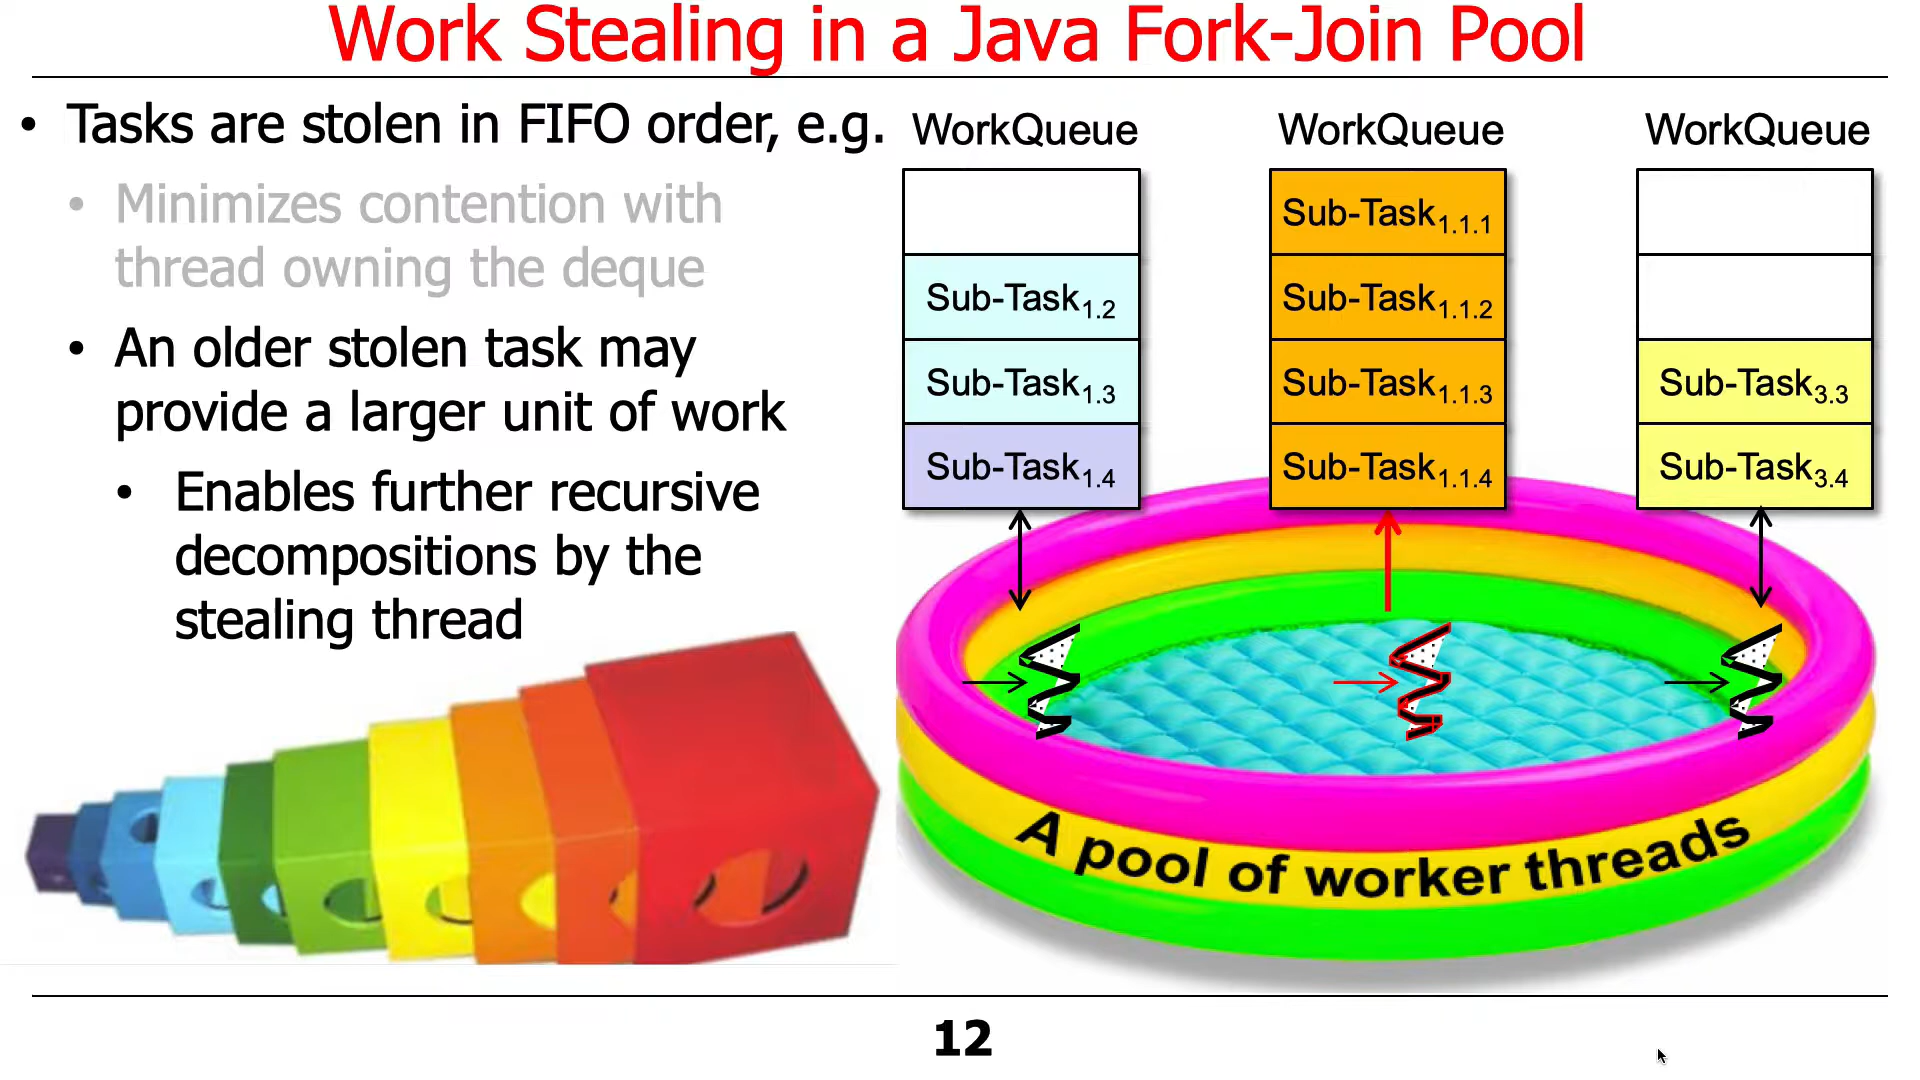 Work Stealing in a Java Fork-Join Pool
• Tasks are stolen in FIFO order, e.g.
• Minimizes contention with
thread owning the deque
• An older stolen task may
provide a larger unit of work
• Enables further recursive
decompositions by the
stealing thread
WorkQueue
Sub-Task1.2
Sub-Task1.3
Sub-Task1.4
WorkQueue
Sub-Task1.1.1
Sub-Task1.1.2
Sub-Task1.1.3
Sub-Task1.1.4
WorkQueue
Sub-Task3.3
Sub-Task3.4
A pool of worker threads
12